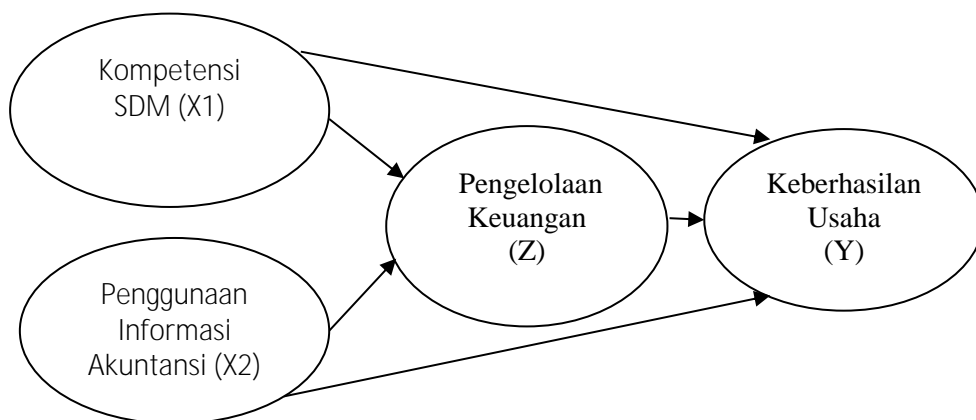 Kompetensi
SDM (X1)
Pengelolaan
Keuangan
(Z)
Keberhasilan
Usaha
(Y)
Penggunaan
Informasi
Akuntansi (X2)